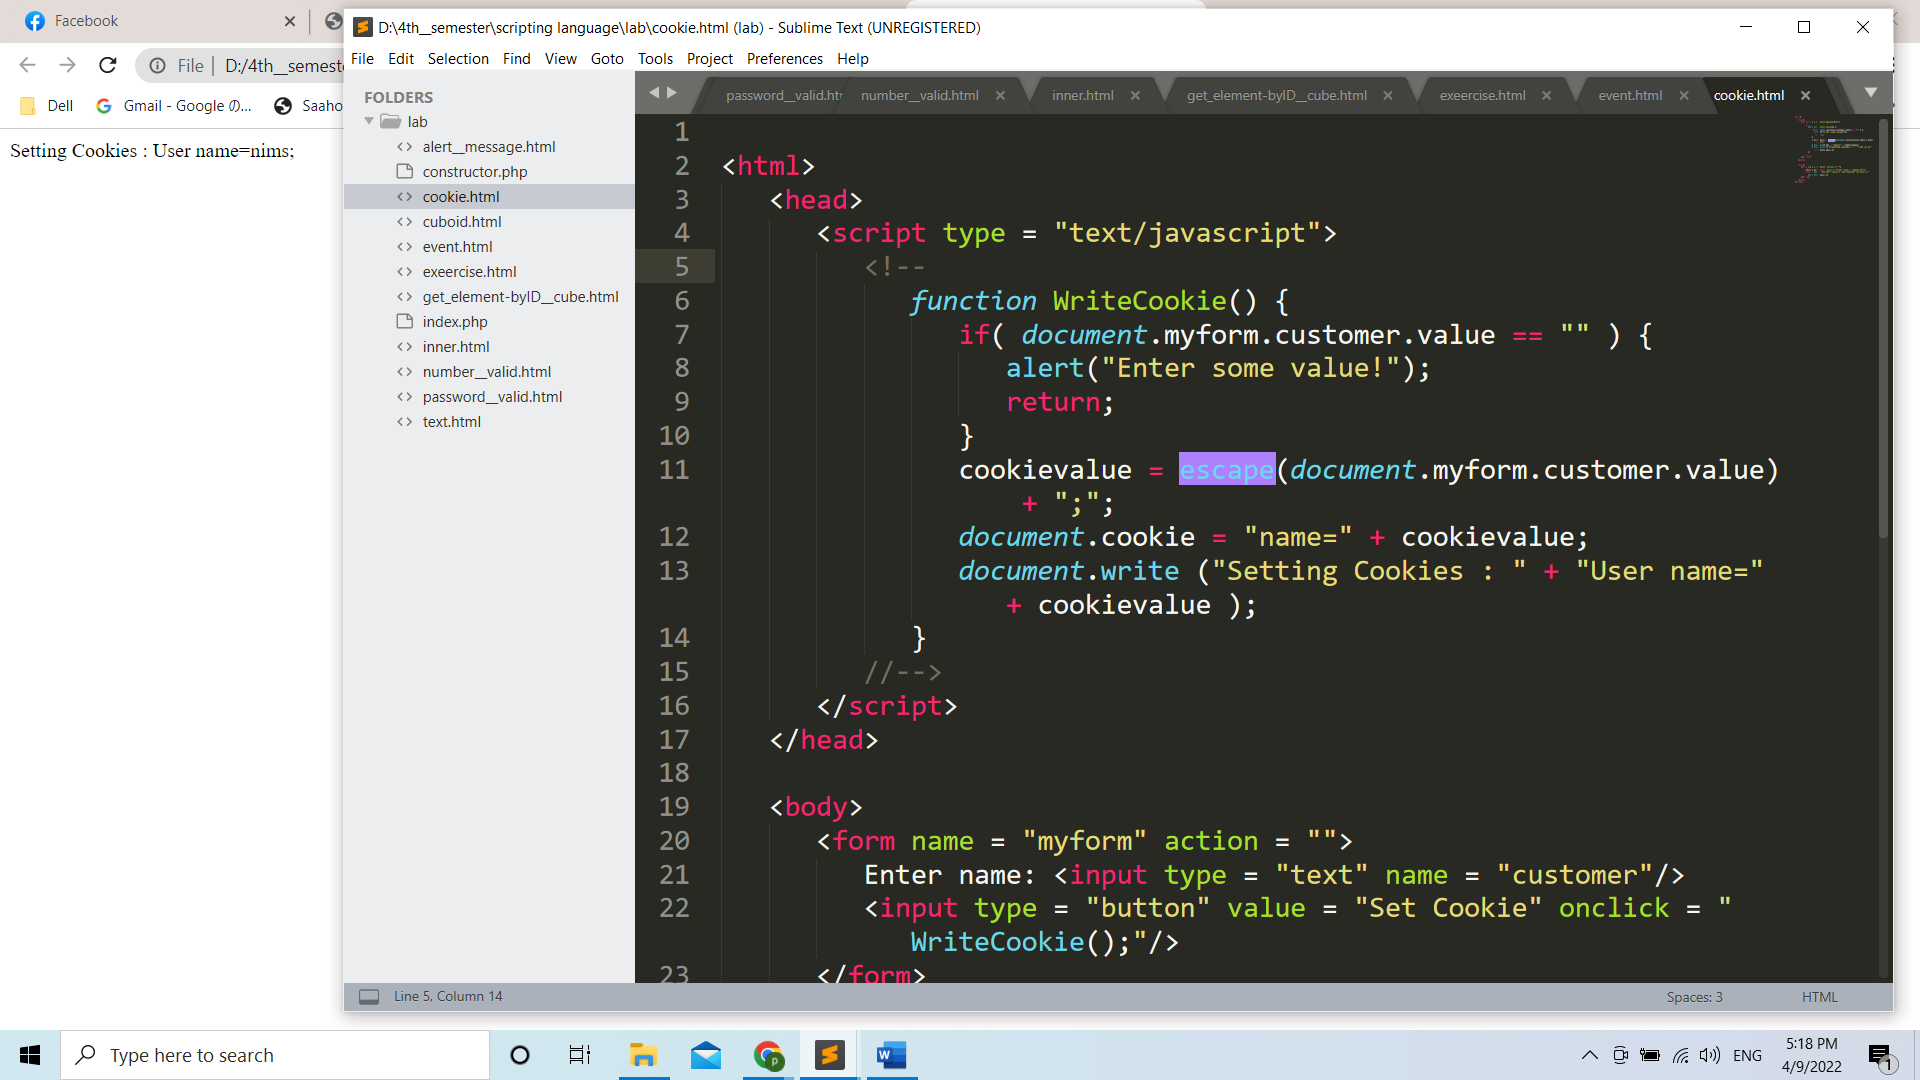 Facebook
File
D:/4th__semeste
Dell
Gmail - Google の...
Saaho
Setting Cookies : User name=nims;
D:\4th__semester\scripting language\lab\cookie.html (lab) - Sublime Text (UNREGISTERED)
File Edit Selection Find View Goto Tools Project Preferences Help
FOLDERS
lab
alert__message.html
constructor.php
cookie.html
cuboid.html
event.html
exeercise.html
get_element-byID__cube.html
index.php
inner.html
number__valid.html
password__valid.html
text.html
password__valid.htm number__valid.html inner.html get_element-byID__cube.html exeercise.html event.html cookie.html
1
2 <html>
3 <head>
4 <script type = "text/javascript">
5 <!--
6 function WriteCookie() {
7 if( document.myform.customer.value == "" ) {
8 alert("Enter some value!");
9 return;
10 }
11 cookievalue = escape(document.myform.customer.value)
+ ";";
12 document.cookie = "name=" + cookievalue;
13 document.write ("Setting Cookies : " + "User name="
+ cookievalue );
14 }
15 //-->
16 </script>
17 </head>
18
19 <body>
20 <form name = "myform" action = "">
21 Enter name: <input type = "text" name = "customer"/>
22 <input type = "button" value = "Set Cookie" onclick = "
WriteCookie();"/>
23 </form>
Line 5, Column 14
Spaces: 3
HTML
Type here to search
ENG
5:18 PM
4/9/2022
1